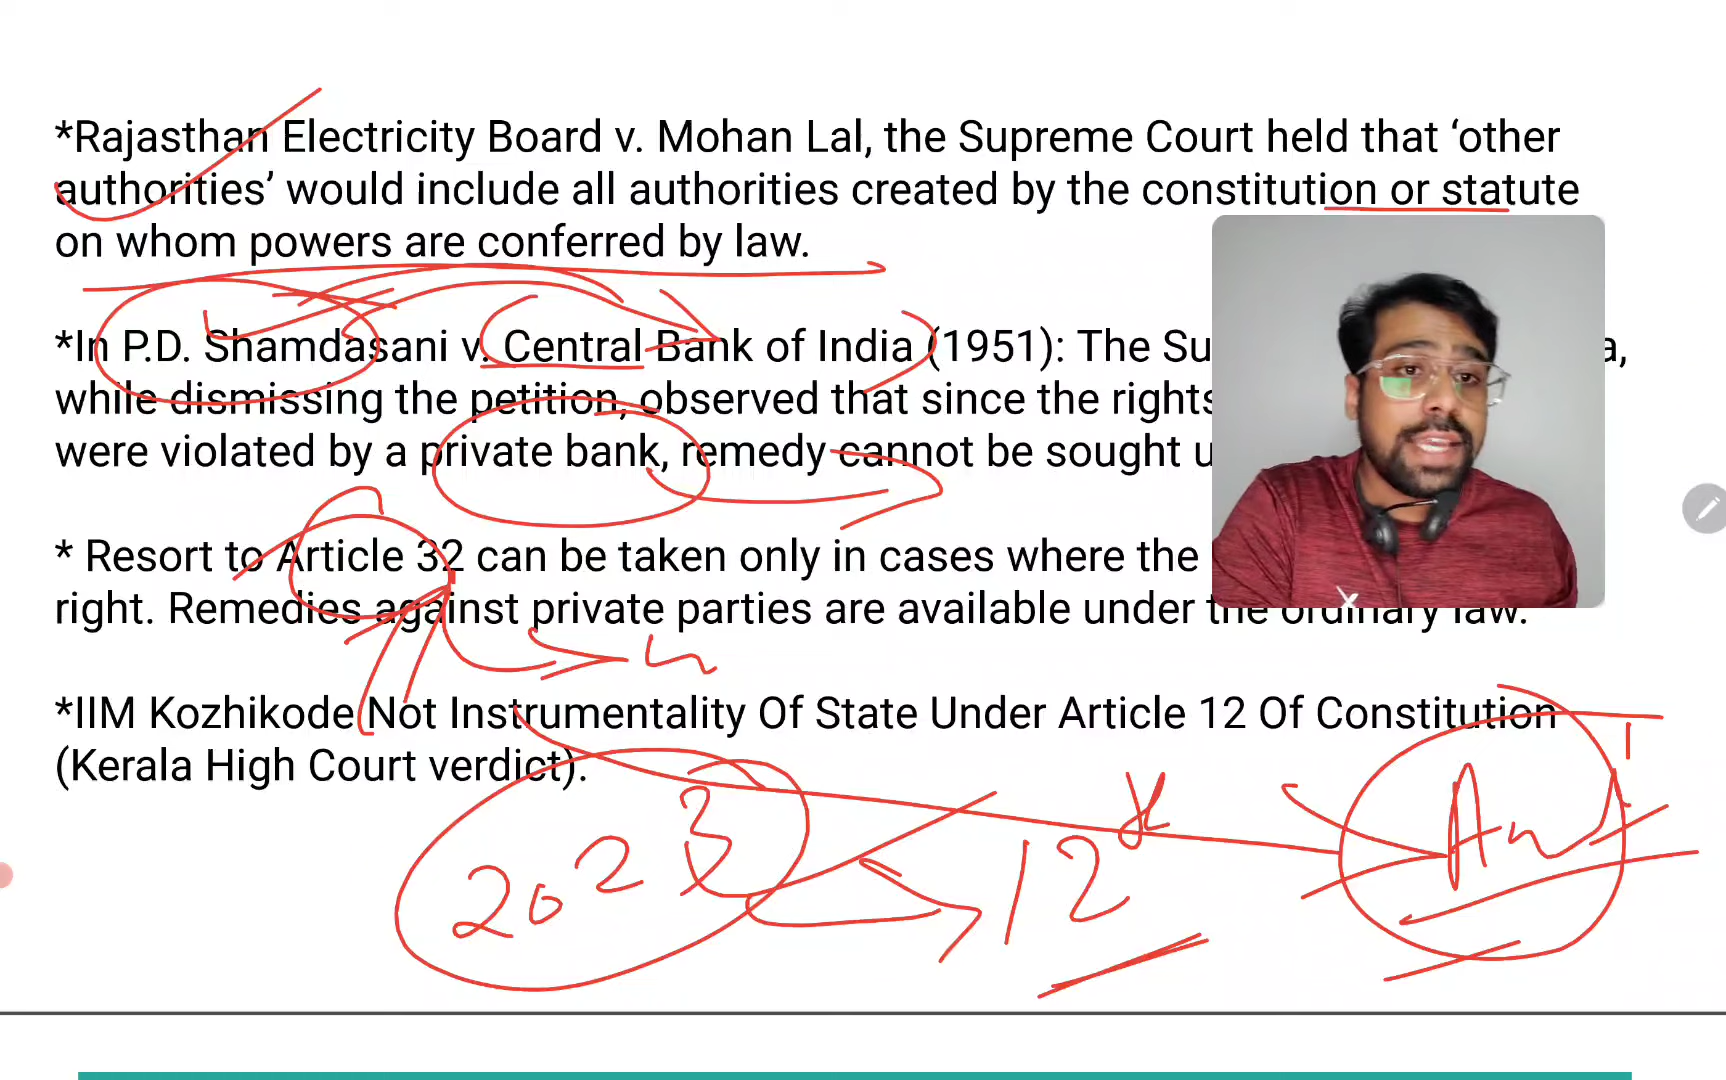 *Rajasthan Electricity Board v. Mohan Lal, the Supreme Court held that ‘other
authorities’ would include all authorities created by the constitution or statute
on whom powers are conferred by law.
*In P.D. Shamdasani v. Central Bank of India (1951): The Su
while dismissing the petition, observed that since the rights
were violated by a private bank, remedy cannot be sought u
* Resort to Article 32 can be taken only in cases where the
right. Remedies against private parties are available under the ordinary law.
*IIM Kozhikode Not Instrumentality Of State Under Article 12 Of Constitution
(Kerala High Court verdict).
2023 12